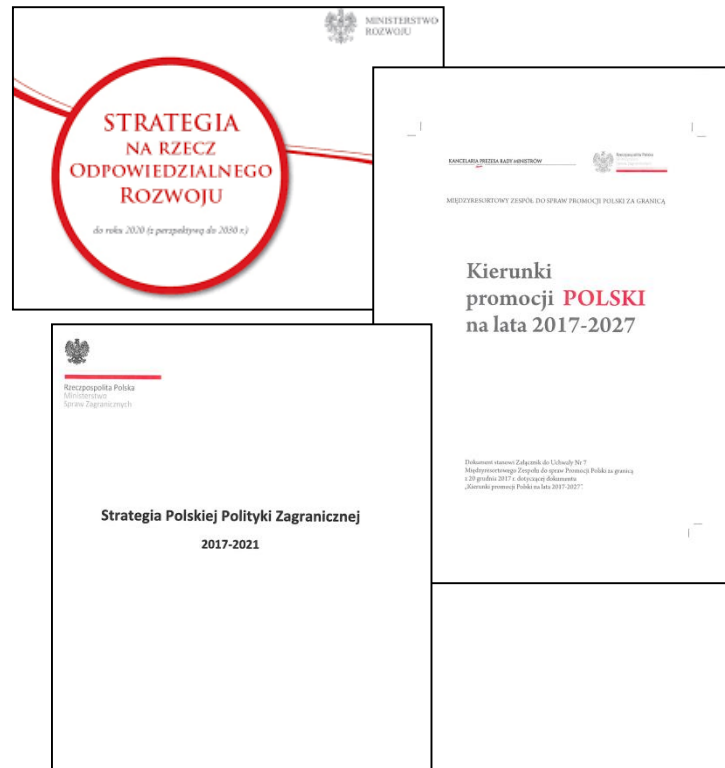 MINISTERSTWO
ROZWOJU
STRATEGIA
NA RZECZ
ODPOWIEDZIALNEGO
ROZWOJU
do roku 2020 (z perspektywą do 2030 r.)
KANCELARIA PREZESA RADY MINISTRÓW
Rzeczpospolita Polska
MIĘDZYRESORTOWY ZESPÓŁ DO SPRAW PROMOCJI POLSKI ZA GRANICĄ
Kierunki
promocji POLSKI
na lata 2017-2027
Dokument stanowi Załącznik do Uchwały Nr 7
Międzyresortowego Zespołu do spraw Promocji Polski za granicą
z 20 grudnia 2017 r. dotyczącej dokumentu
„Kierunki promocji Polski na lata 2017-2027”.
Rzeczpospolita Polska
Ministerstwo
Spraw Zagranicznych
Strategia Polskiej Polityki Zagranicznej
2017-2021